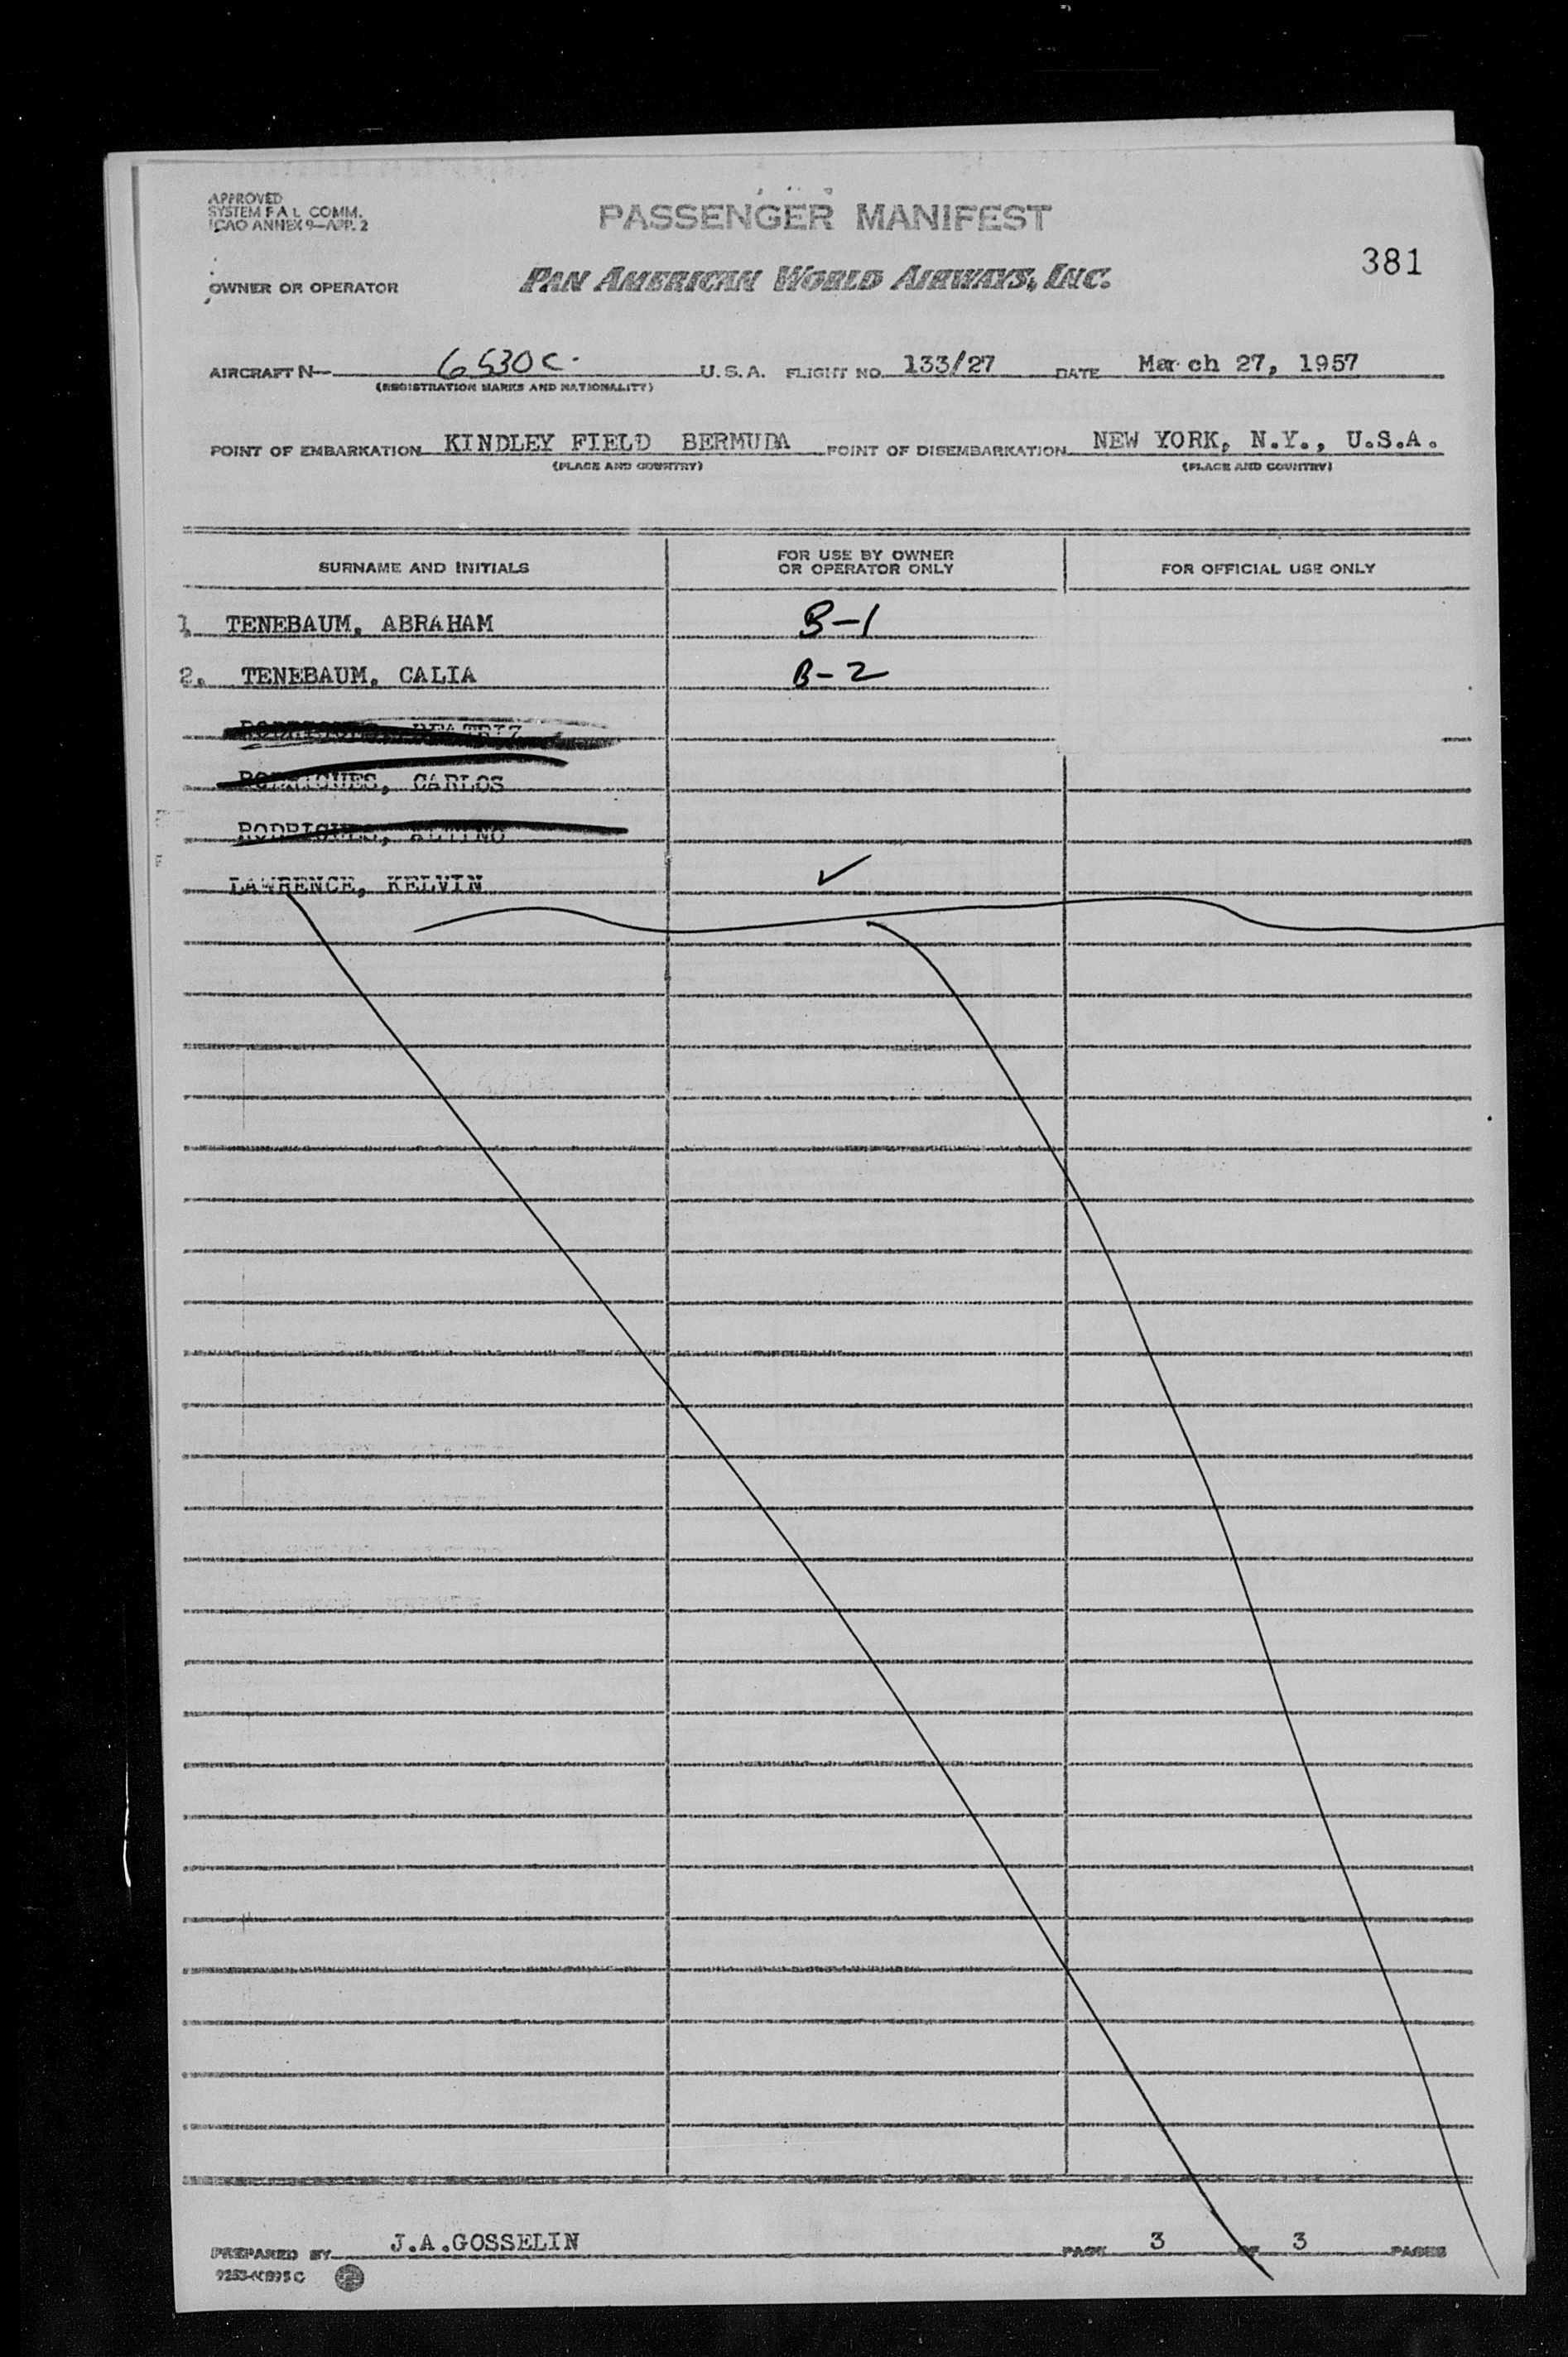 APPROVED
SYSTEM F A L COMM.
ICAO ANNEX 9—APP. 2
PASSENGER MANIFEST
381
OWNER OR OPERATOR PAN AMERICAN WORLD AIRWAYS, INC.
AIRCRAFT N— 6530C U.S.A. FLIGHT NO. 133/27 DATE March 27, 1957
(REGISTRATION MARKS AND NATIONALITY)
POINT OF EMBARKATION KINDLEY FIELD BERMUDA POINT OF DISEMBARKATION NEW YORK, N.Y., U.S.A.
(PLACE AND COUNTRY) (PLACE AND COUNTRY)
SURNAME AND INITIALS FOR USE BY OWNER OR OPERATOR ONLY FOR OFFICIAL USE ONLY
1. TENEBAUM, ABRAHAM B-1
2. TENEBAUM, CALIA B-2
RODRIGUES, CARLOS
RODRIGUES,
LAWRENCE, KELVIN ✓
PREPARED BY J.A.GOSSELIN PAGE 3 OF 3 PAGES